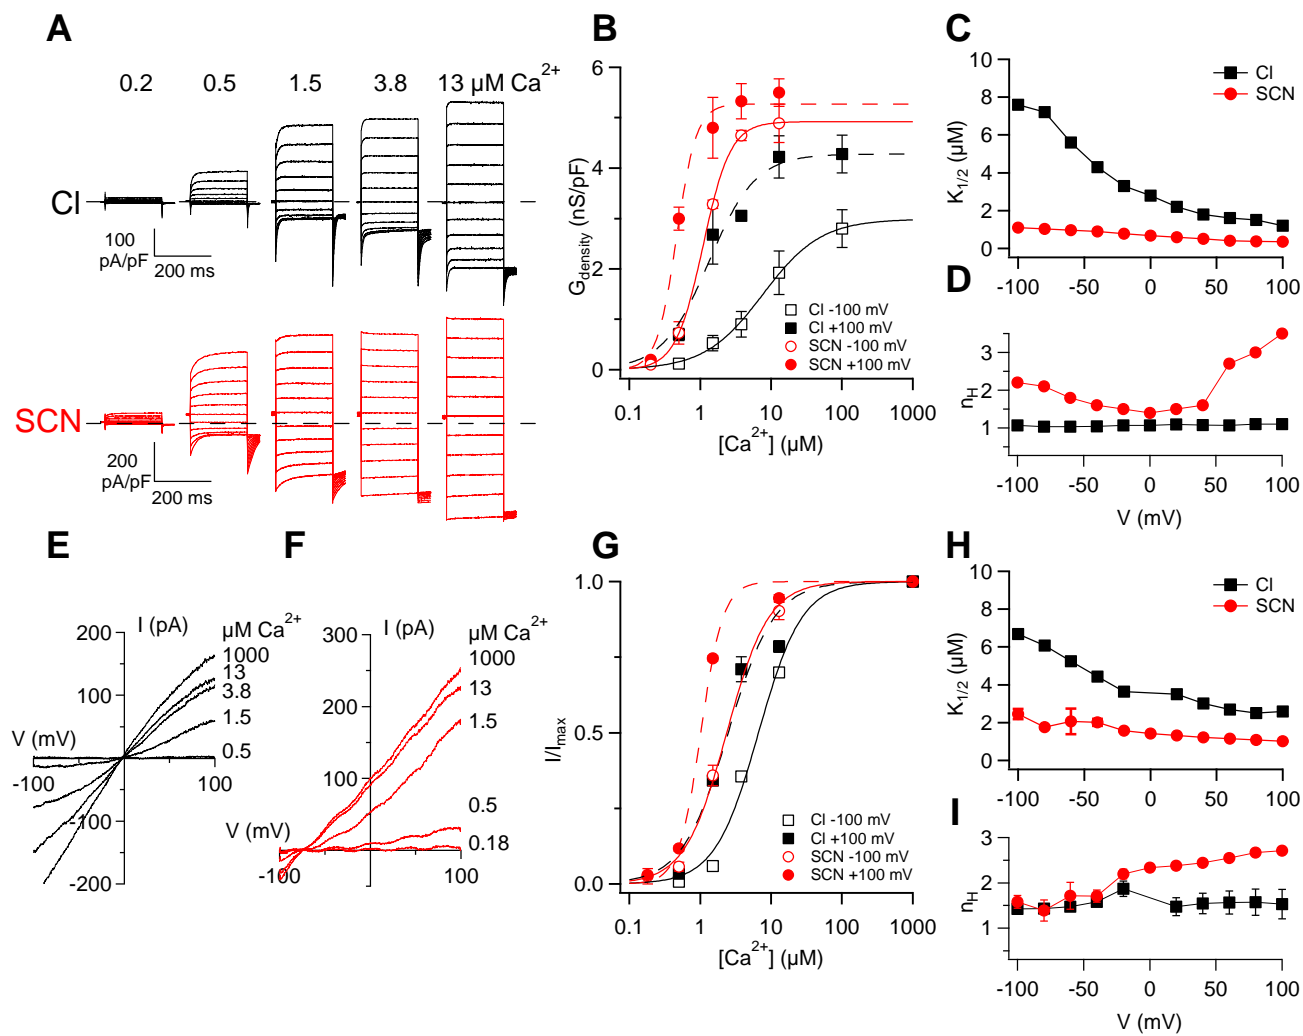 A
0.2 0.5 1.5 3.8 13 µM Ca2+
Cl
100
pA/pF
200 ms
SCN
200
pA/pF
200 ms
B
Gdensity (nS/pF)
6
4
2
0
0.1 1 10 100 1000
[Ca2+] (µM)
Cl -100 mV
Cl +100 mV
SCN -100 mV
SCN +100 mV
C
K1/2 (µM)
10
8
6
4
2
0
-100 -50 0 50 100
Cl
SCN
D
nH
3
2
1
-100 -50 0 50 100
V (mV)
E
I (pA)
µM Ca2+
200
100
-100
-200
1000
13
3.8
1.5
0.5
V (mV)
-100
100
F
I (pA)
µM Ca2+
300
200
100
1000
13
1.5
0.5
0.18
V (mV)
-100
100
G
I/Imax
1.0
0.5
0.0
0.1 1 10 100 1000
[Ca2+] (µM)
Cl -100 mV
Cl +100 mV
SCN -100 mV
SCN +100 mV
H
K1/2 (µM)
10
8
6
4
2
0
-100 -50 0 50 100
Cl
SCN
I
nH
3
2
1
-100 -50 0 50 100
V (mV)